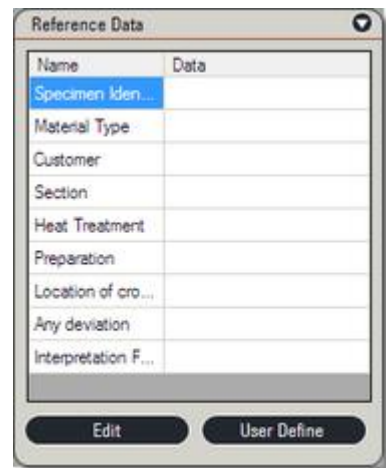 Reference Data
Name Data
Specimen Iden...
Material Type
Customer
Section
Heat Treatment
Preparation
Location of cro...
Any deviation
Interpretation F...
Edit User Define